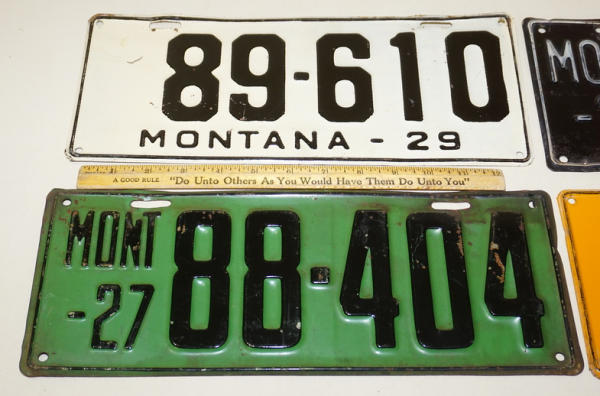 89-610
MONTANA - 29
MO
-
A GOOD RULE "Do Unto Others As You Would Have Them Do Unto You"
MONT
-27
88-404